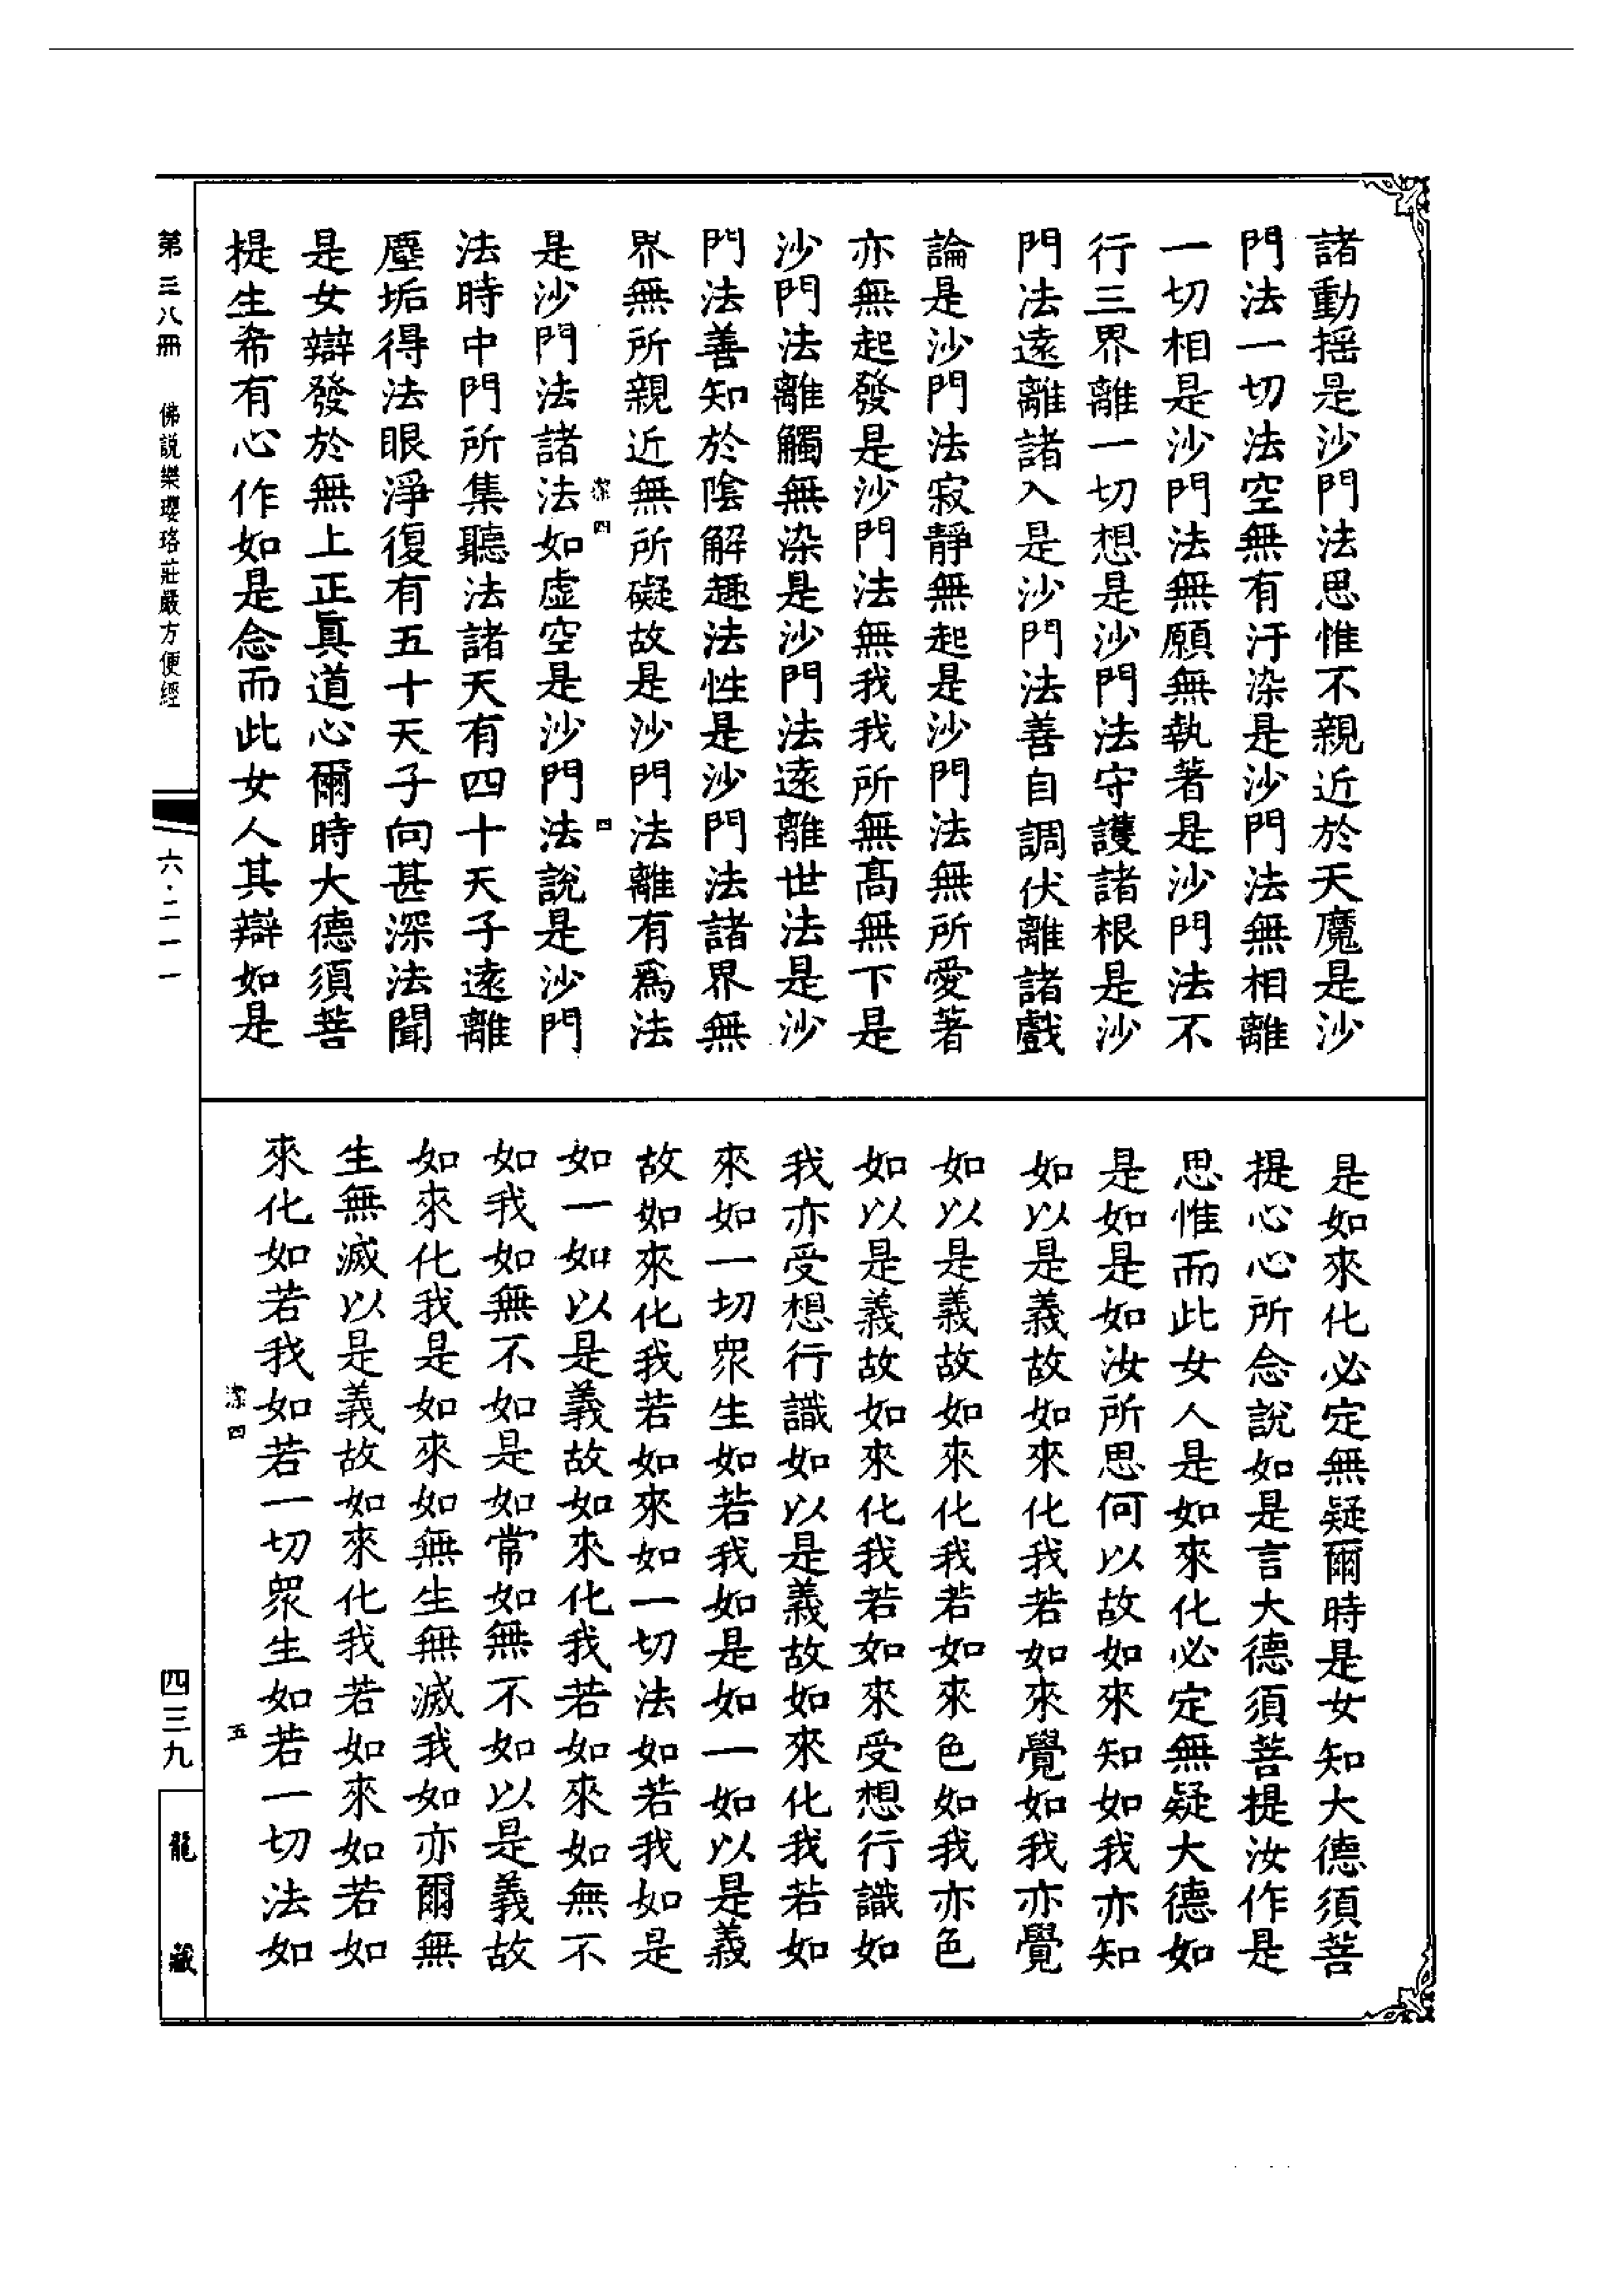 諸動摇是沙門法思惟不親近於天魔是沙
門法一切法空無有汙染是沙門法無相離
一切相是沙門法無願無執著是沙門法不
行三界離一切想是沙門法守護諸根是沙
門法遠離諸入是沙門法善自調伏離諸戲
論是沙門法寂靜無起是沙門法無所愛著
亦無起發是沙門法無我我所無髙無下是
沙門法離觸無染是沙門法遠離世法是沙
門法善知於陰解趣法性是沙門法諸界無
界無所親近無所礙故是沙門法離有爲法
潔四 四
是沙門法諸法如虛空是沙門法說是沙門
法時中門所集聽法諸天有四十天子遠離
塵垢得法眼淨復有五十天子向甚深法聞
是女辯發於無上正眞道心爾時大德須菩
提生希有心作如是念而此女人其辯如是
是如來化必定無疑爾時是女知大德須菩
提心心所念說如是言大德須菩提汝作是
思惟而此女人是如來化必定無疑大德如
是如是如汝所思何以故如來知如我亦知
如以是義故如來化我若如來覺如我亦覺
如以是義故如來化我若如來色如我亦色
如以是義故如來化我若如來受想行識如
我亦受想行識如以是義故如來化我若如
來如一切眾生如若我如是如一如以是義
故如來化我若如來如一切法如若我如是
如一如以是義故如來化我若如來如無不
如我如無不如是如常如無不如以是義故
如來化我是如來如無生無滅我如亦爾無
生無滅以是義故如來化我若如來如若如
來化如若我如若一切眾生如若一切法如
潔四 五
第三八冊 佛說樂瓔珞莊嚴方便經
六·二一一
四三九
龍藏